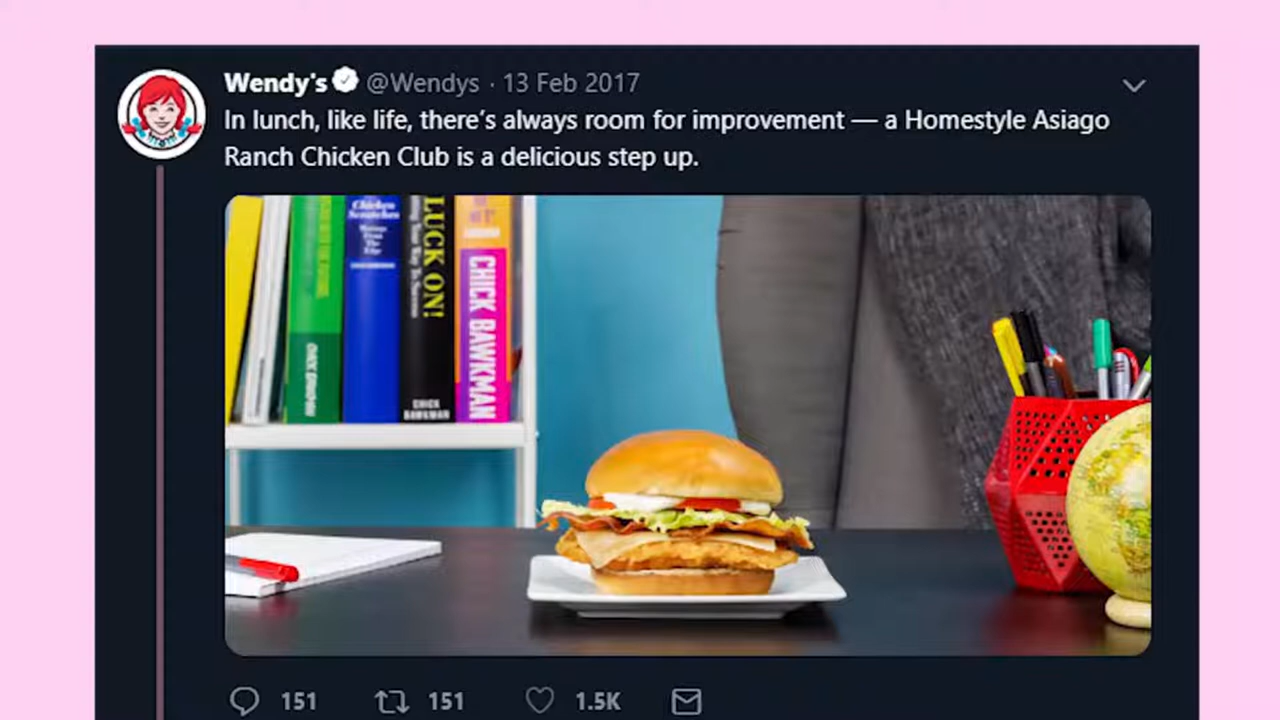 Wendy's @Wendys · 13 Feb 2017
In lunch, like life, there's always room for improvement — a Homestyle Asiago
Ranch Chicken Club is a delicious step up.
Chicken
Scratches
LUCK ON!
CHICK
BAWKMAN
CHICK BAWKMAN
151 151 1.5K